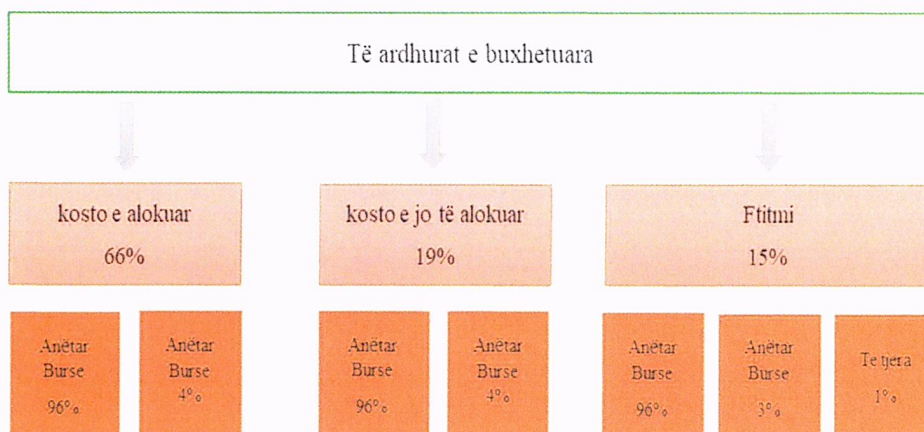 Të ardhurat e buxhetuara
kosto e alokuar
66%
kosto e jo të alokuar
19%
Ftitmi
15%
Anëtar
Burse
96%
Anëtar
Burse
4%
Anëtar
Burse
96%
Anëtar
Burse
4%
Anëtar
Burse
96%
Anëtar
Burse
3%
Te tjera
1%